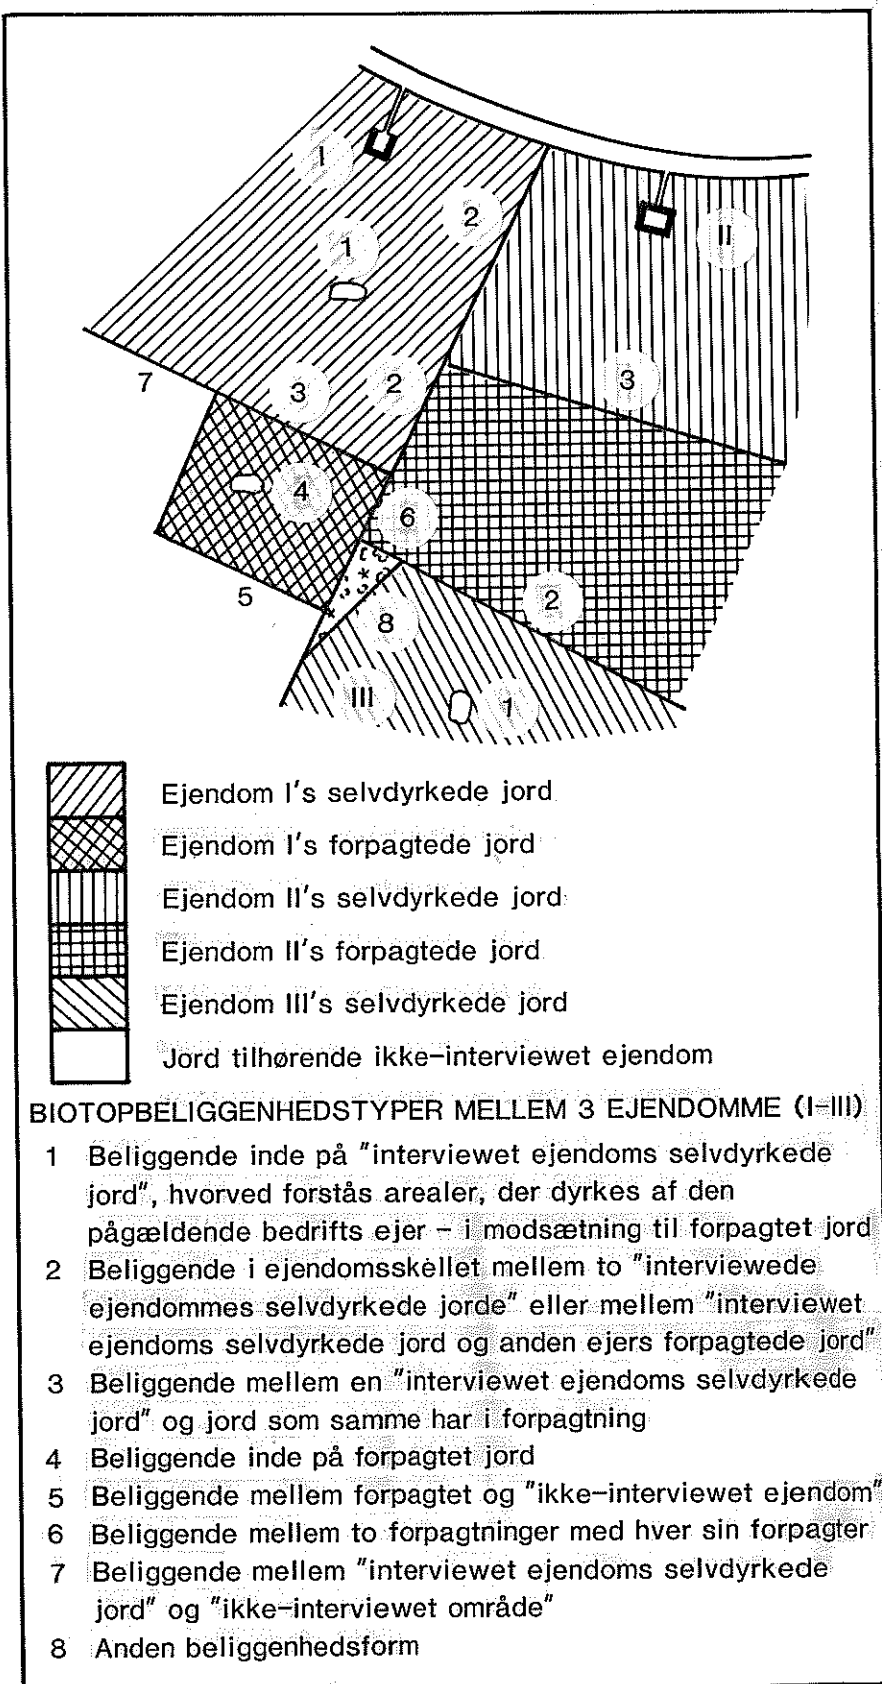 I
2
II
1
7
3
2
3
4
6
5
2
8
III
1
Ejendom I's selvdyrkede jord
Ejendom I's forpagtede jord
Ejendom II's selvdyrkede jord
Ejendom II's forpagtede jord
Ejendom III's selvdyrkede jord
Jord tilhørende ikke-interviewet ejendom
BIOTOPBELIGGENHEDSTYPER MELLEM 3 EJENDOMME (I-III)
1 Beliggende inde på "interviewet ejendoms selvdyrkede
jord", hvorved forstås arealer, der dyrkes af den
pågældende bedrifts ejer – i modsætning til forpagtet jord
2 Beliggende i ejendomsskellet mellem to "interviewede
ejendommes selvdyrkede jorde" eller mellem "interviewet
ejendoms selvdyrkede jord og anden ejers forpagtede jord"
3 Beliggende mellem en "interviewet ejendoms selvdyrkede
jord" og jord som samme har i forpagtning
4 Beliggende inde på forpagtet jord
5 Beliggende mellem forpagtet og "ikke-interviewet ejendom"
6 Beliggende mellem to forpagtninger med hver sin forpagter
7 Beliggende mellem "interviewet ejendoms selvdyrkede
jord" og "ikke-interviewet område"
8 Anden beliggenhedsform